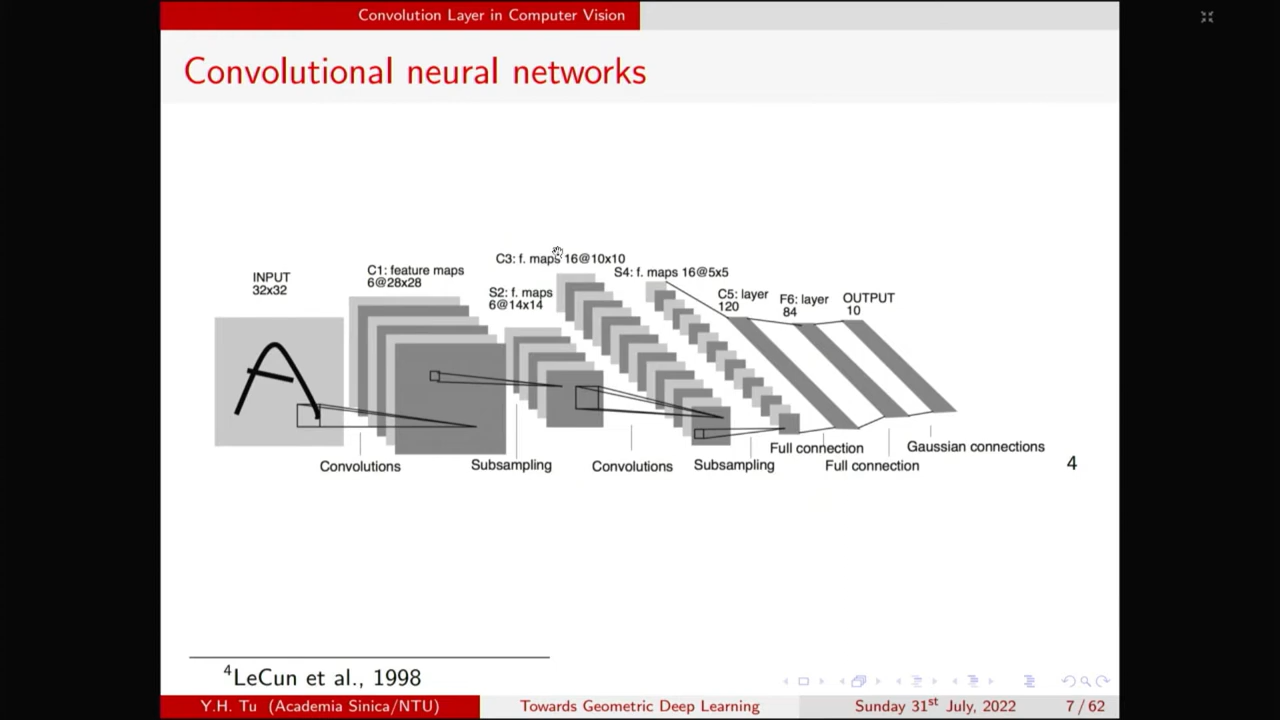 Convolution Layer in Computer Vision
Convolutional neural networks
INPUT
32x32
C1: feature maps
6@28x28
S2: f. maps
6@14x14
C3: f. maps 16@10x10
S4: f. maps 16@5x5
C5: layer
120
F6: layer
84
OUTPUT
10
Convolutions
Subsampling
Convolutions
Subsampling
Full connection
Full connection
Gaussian connections
4
4LeCun et al., 1998
Y.H. Tu (Academia Sinica/NTU)
Towards Geometric Deep Learning
Sunday 31st July, 2022
7 / 62